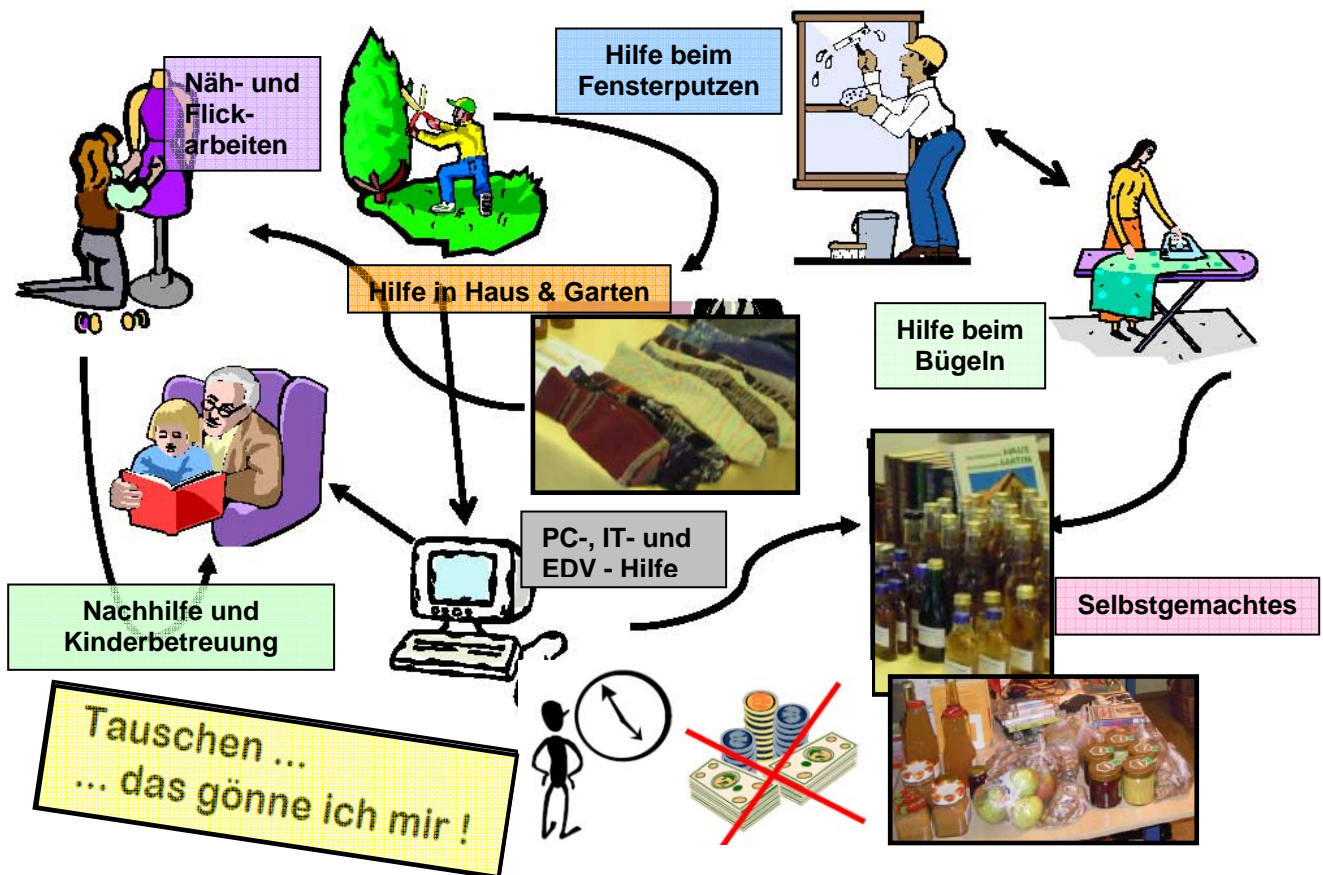 Näh- und
Flick-
arbeiten
Hilfe beim
Fensterputzen
Hilfe in Haus & Garten
Hilfe beim
Bügeln
HAUS
PC-, IT- und
EDV - Hilfe
Nachhilfe und
Kinderbetreuung
Selbstgemachtes
Tauschen ...
... das gönne ich mir !